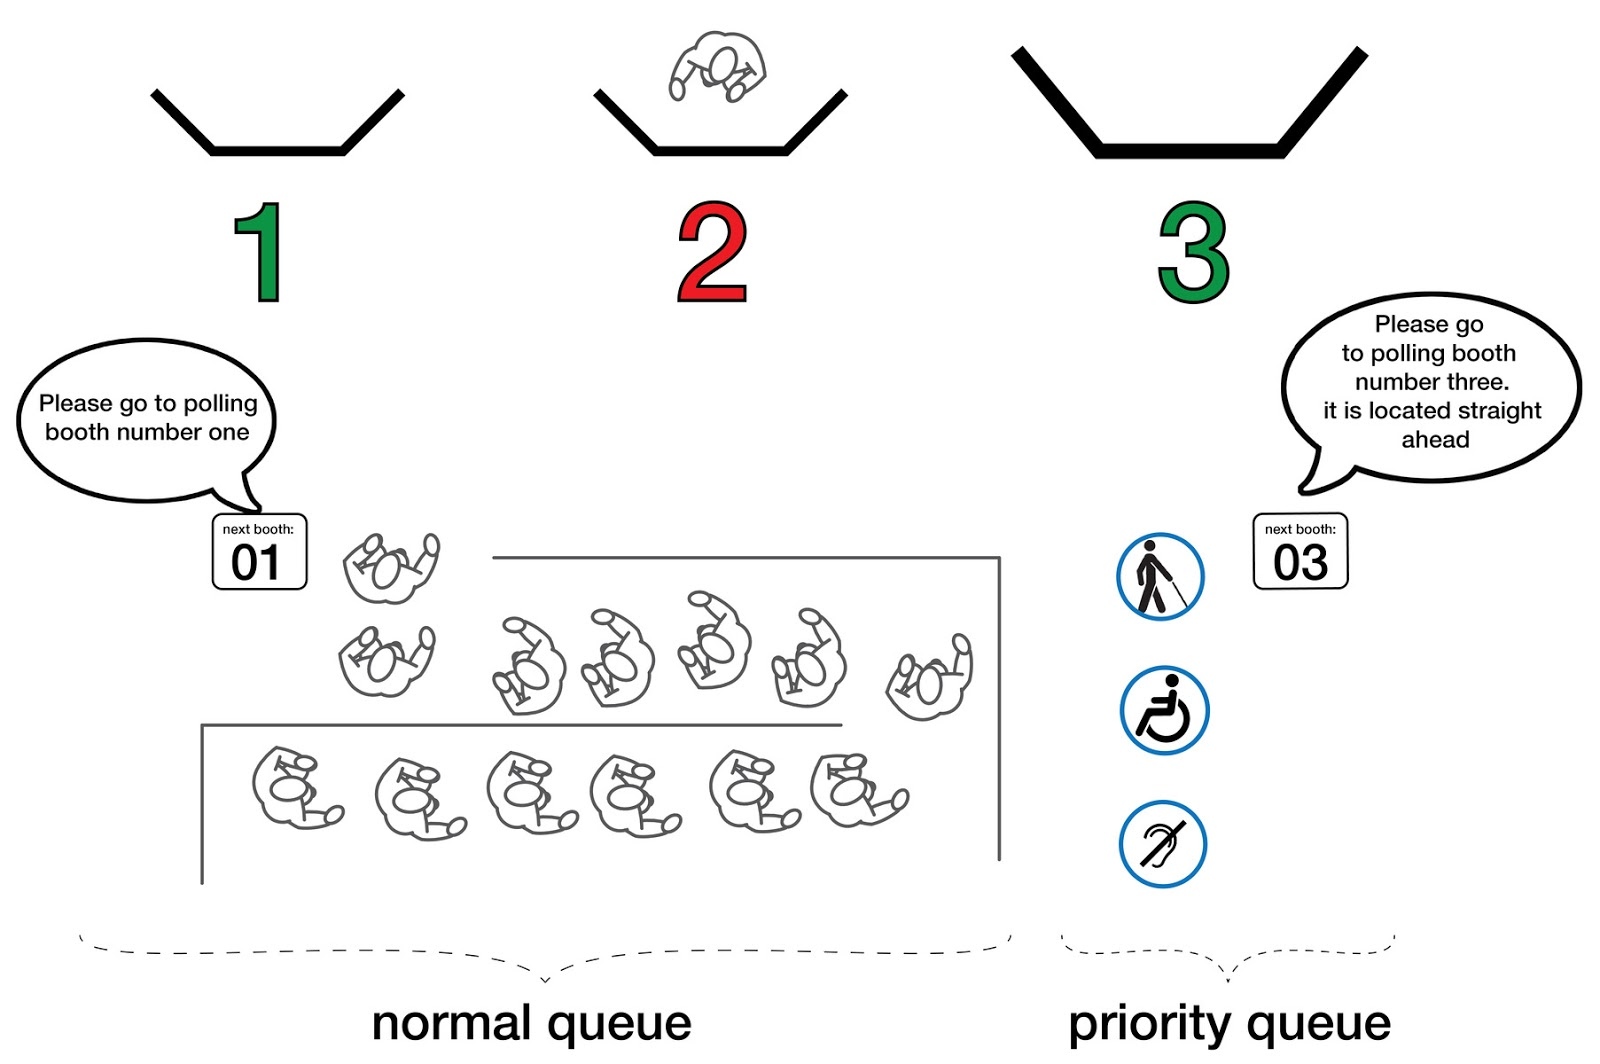 1
2
3
Please go to polling
booth number one
Please go
to polling booth
number three.
it is located straight
ahead
next booth:
01
next booth:
03
normal queue
priority queue